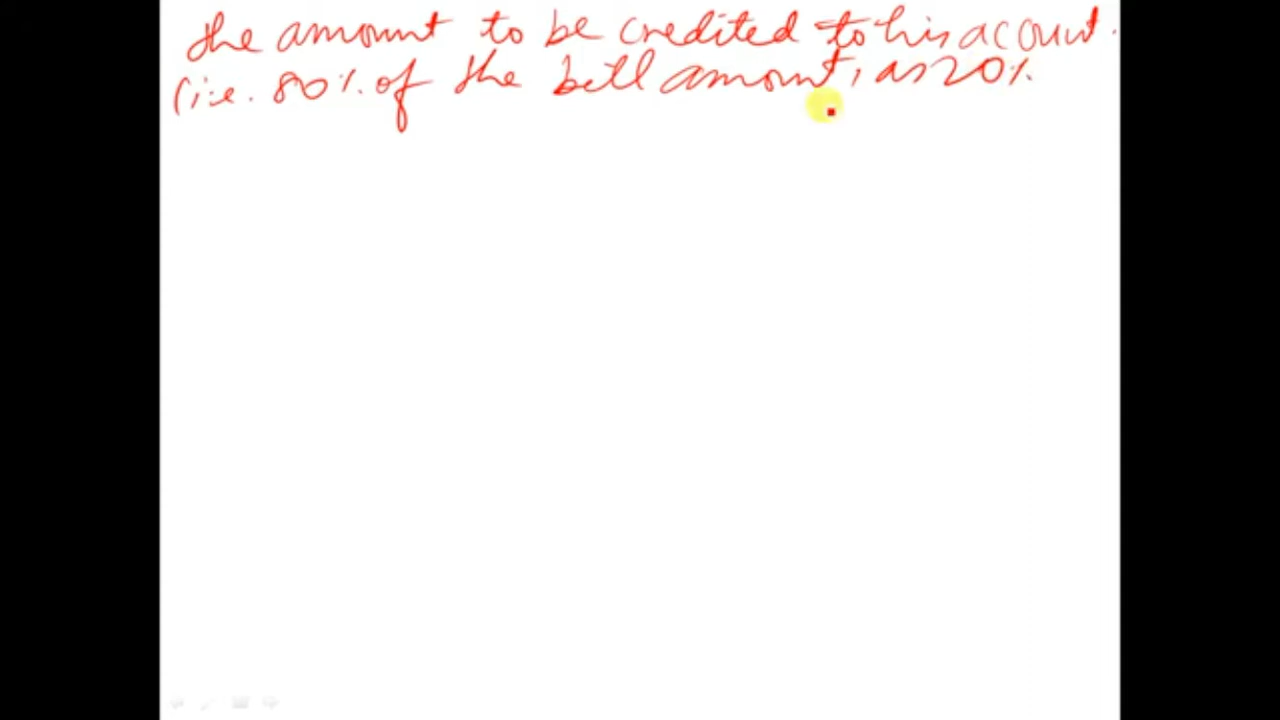 the amount to be credited to his account.
(i.e. 80% of the bill amount, as 20%